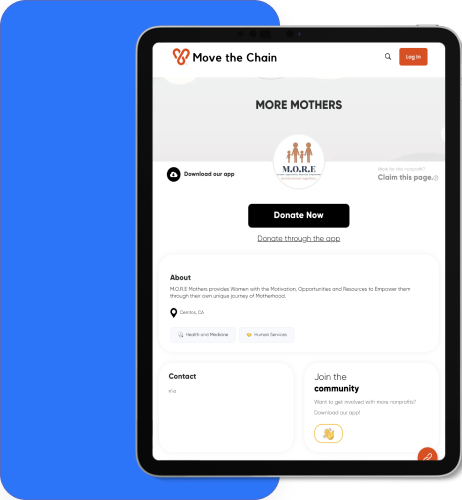 Move the Chain
Log In
MORE MOTHERS
M.O.R.E
Download our app
Work for this nonprofit?
Claim this page.
Donate Now
Donate through the app
About
M.O.R.E Mothers provides Women with the Motivation, Opportunities and Resources to Empower them
through their own unique journey of Motherhood.
Cerritos, CA
Health and Medicine
Human Services
Contact
Join the
community
Want to get involved with more nonprofits?
Download our app!